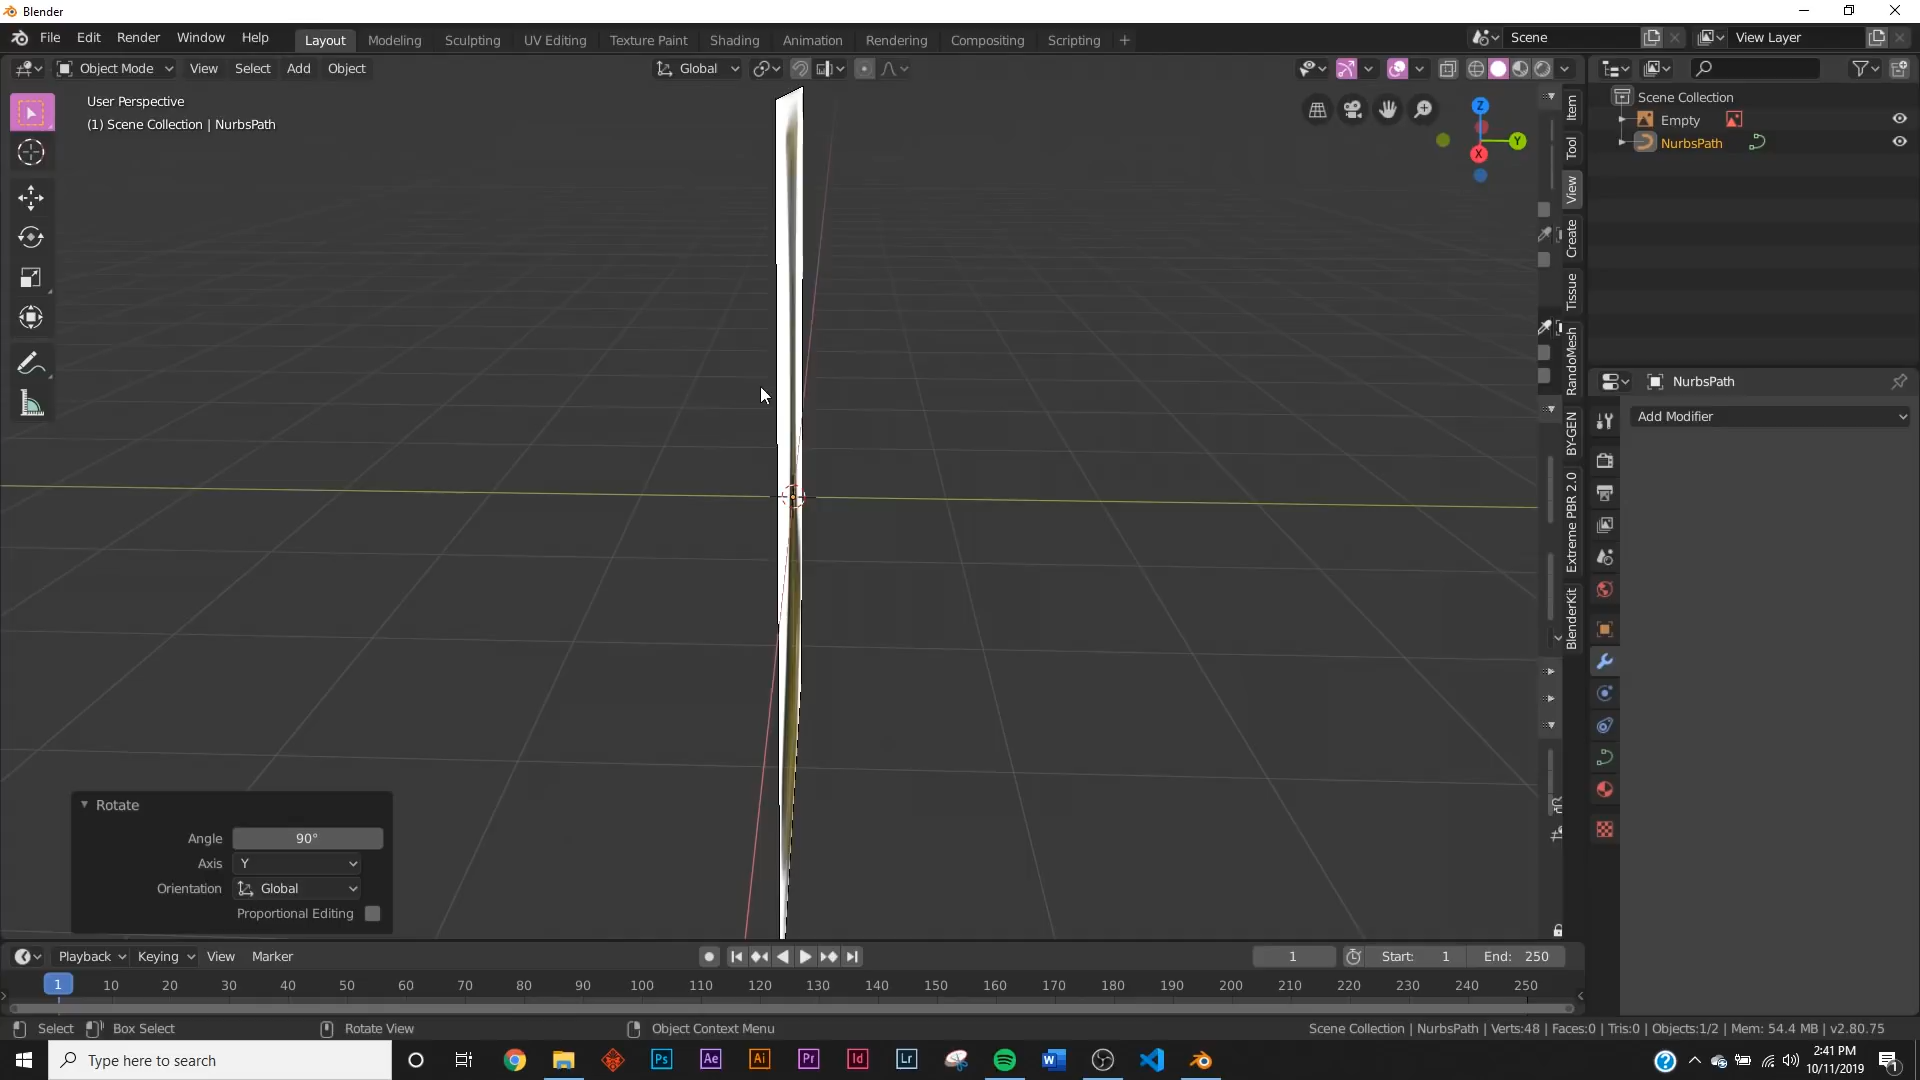 Blender
File Edit Render Window Help Layout Modeling Sculpting UV Editing Texture Paint Shading Animation Rendering Compositing Scripting + Scene View Layer
Object Mode View Select Add Object Global
User Perspective
(1) Scene Collection | NurbsPath
Z
Y
X
Item
Tool
View
Create
Tissue
RandoMesh
BY-GEN
Extreme PBR 2.0
BlenderKit
Scene Collection
Empty
NurbsPath
NurbsPath
Add Modifier
Rotate
Angle 90°
Axis Y
Orientation Global
Proportional Editing
Playback Keying View Marker 1 Start: 1 End: 250
1 10 20 30 40 50 60 70 80 90 100 110 120 130 140 150 160 170 180 190 200 210 220 230 240 250
Select Box Select Rotate View Object Context Menu Scene Collection | NurbsPath | Verts:48 | Faces:0 | Tris:0 | Objects:1/2 | Mem: 54.4 MB | v2.80.75
Type here to search
Ps Ae Ai Pr Id Lr
2:41 PM
10/11/2019
1